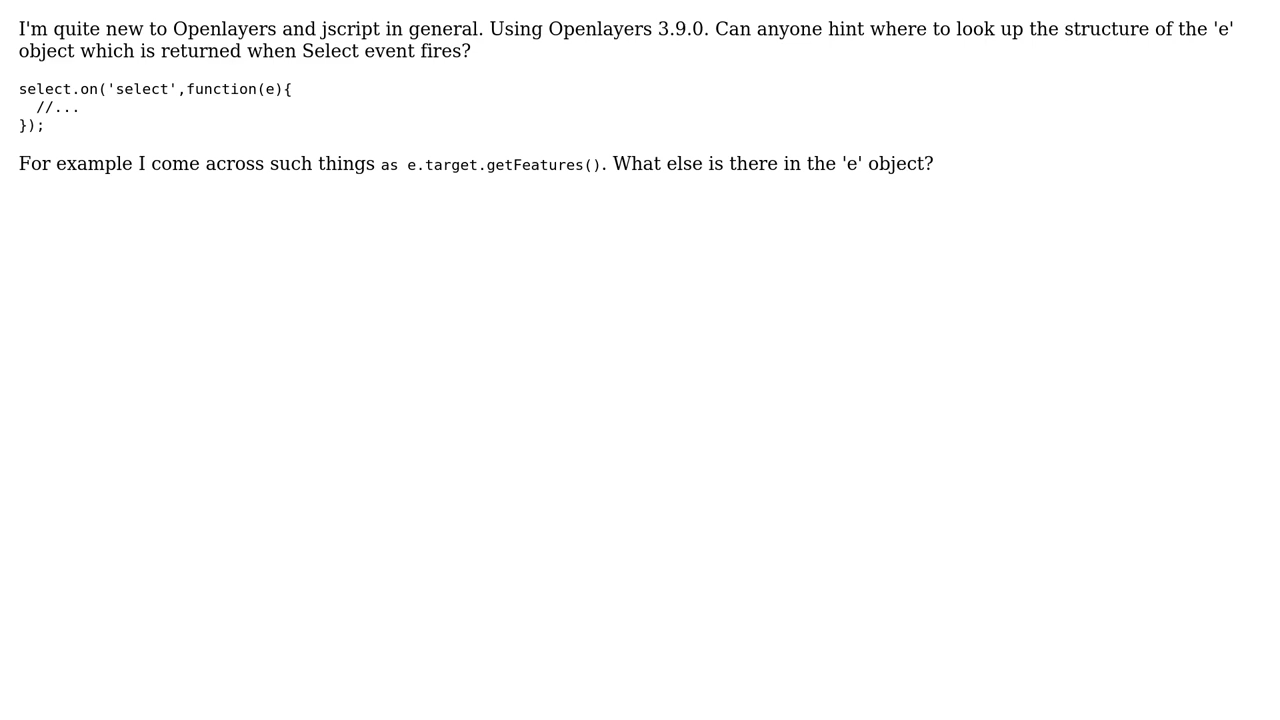 I'm quite new to Openlayers and jscript in general. Using Openlayers 3.9.0. Can anyone hint where to look up the structure of the 'e'
object which is returned when Select event fires?
select.on('select',function(e){
  //...
});
For example I come across such things as e.target.getFeatures(). What else is there in the 'e' object?